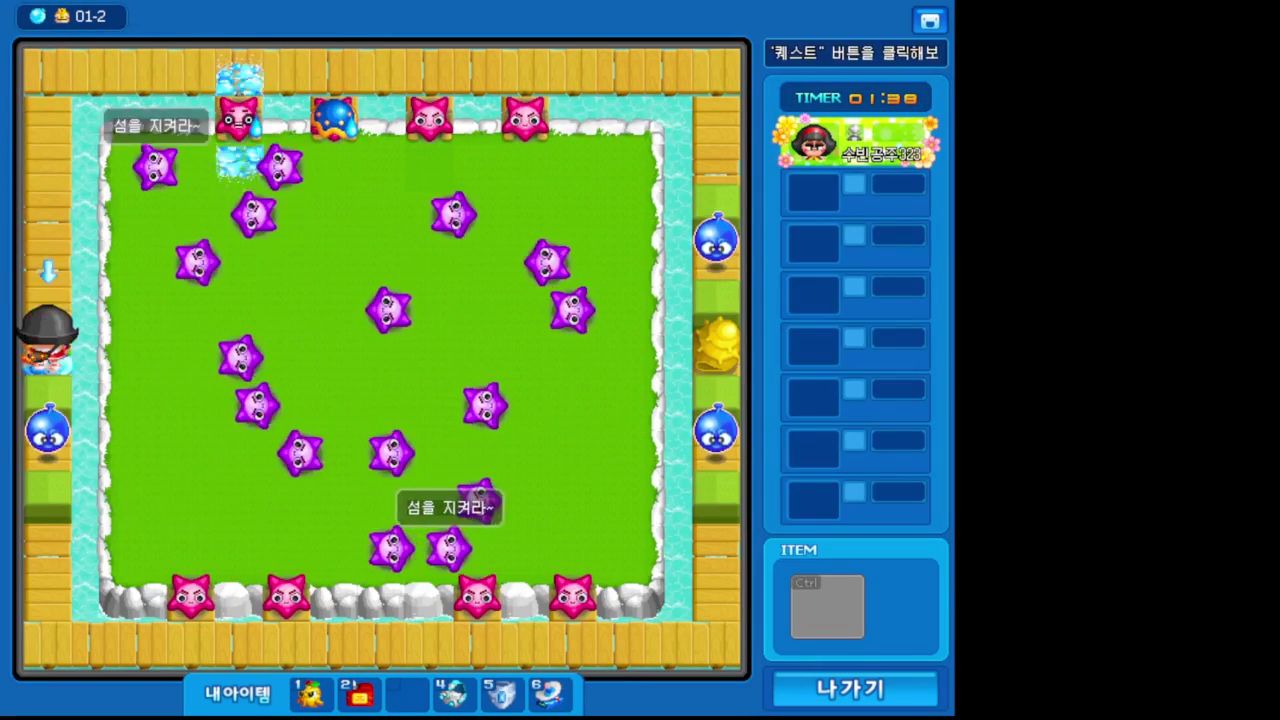 01-2
'퀘스트" 버튼을 클릭해보
TIMER 01:38
섬을 지켜라~
수빈공주323
섬을 지켜라~
ITEM
Ctrl
내아이템
1
2
4
5
6
나가기